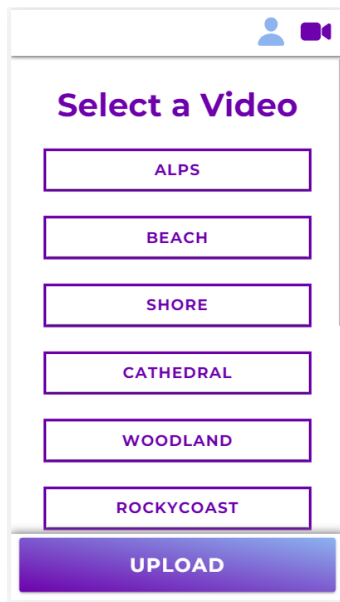 Select a Video
ALPS
BEACH
SHORE
CATHEDRAL
WOODLAND
ROCKYCOAST
UPLOAD